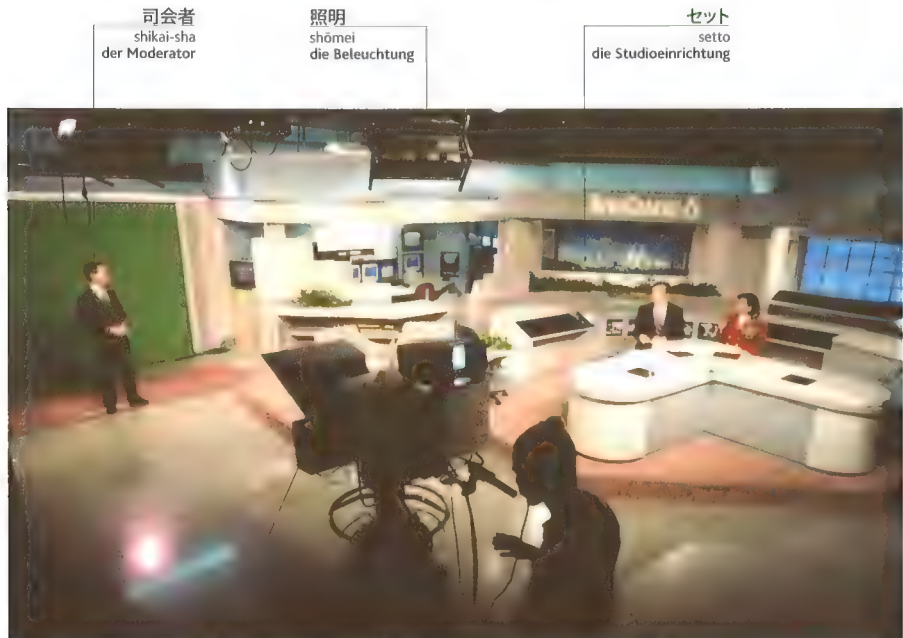 司会者
shikai-sha
der Moderator
照明
shōmei
die Beleuchtung
セット
setto
die Studioeinrichtung